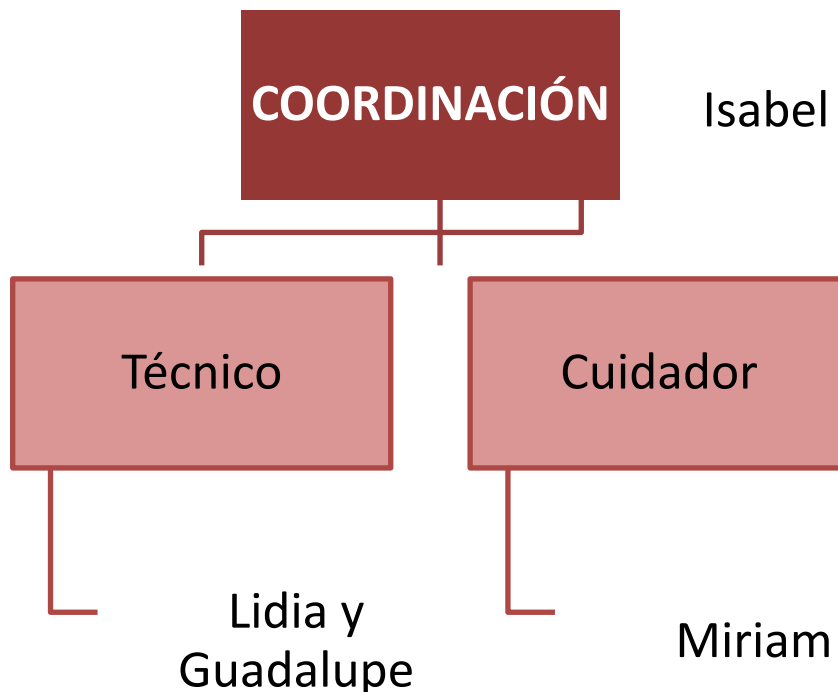 COORDINACIÓN
Isabel
Técnico
Cuidador
Lidia y
Guadalupe
Miriam